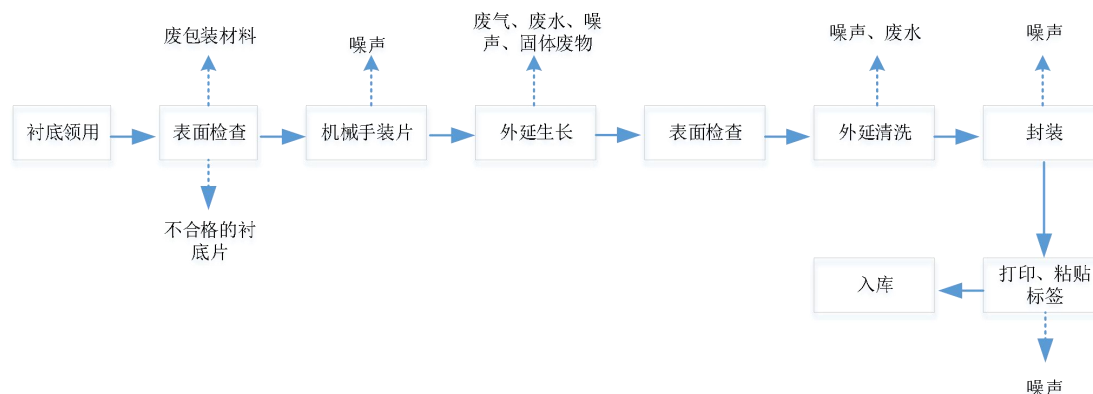 废包装材料
噪声
废气、废水、噪
声、固体废物
噪声、废水
噪声
衬底领用
表面检查
机械手装片
外延生长
表面检查
外延清洗
封装
不合格的衬
底片
入库
打印、粘贴
标签
噪声